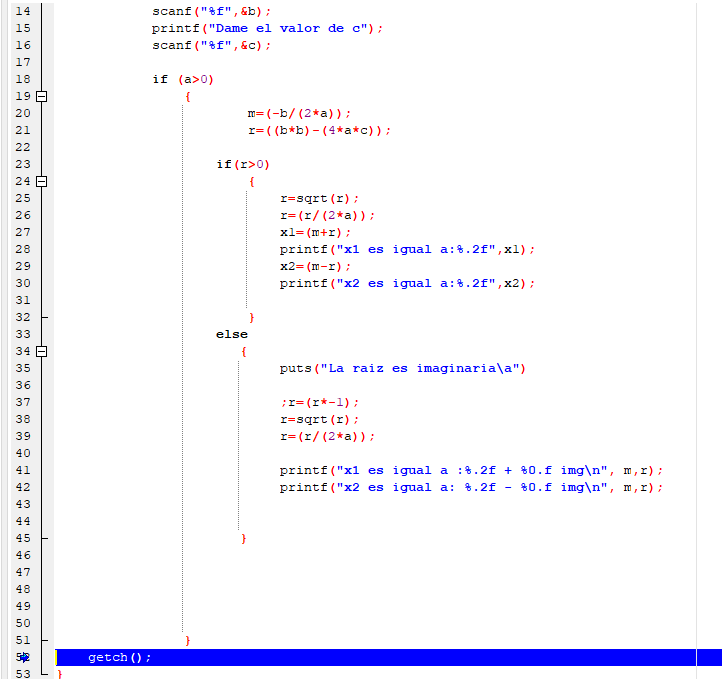 14 scanf("%f",&b);
15 printf("Dame el valor de c");
16 scanf("%f",&c);
17
18 if (a>0)
19 {
20 m=(-b/(2*a));
21 r=((b*b)-(4*a*c));
22
23 if(r>0)
24 {
25 r=sqrt(r);
26 r=(r/(2*a));
27 x1=(m+r);
28 printf("x1 es igual a:%.2f",x1);
29 x2=(m-r);
30 printf("x2 es igual a:%.2f",x2);
31
32 }
33 else
34 {
35 puts("La raiz es imaginaria\a")
36
37 ;r=(r*-1);
38 r=sqrt(r);
39 r=(r/(2*a));
40
41 printf("x1 es igual a :%.2f + %0.f img\n", m,r);
42 printf("x2 es igual a: %.2f - %0.f img\n", m,r);
43
44
45 }
46
47
48
49
50
51 }
52 getch();
53 }